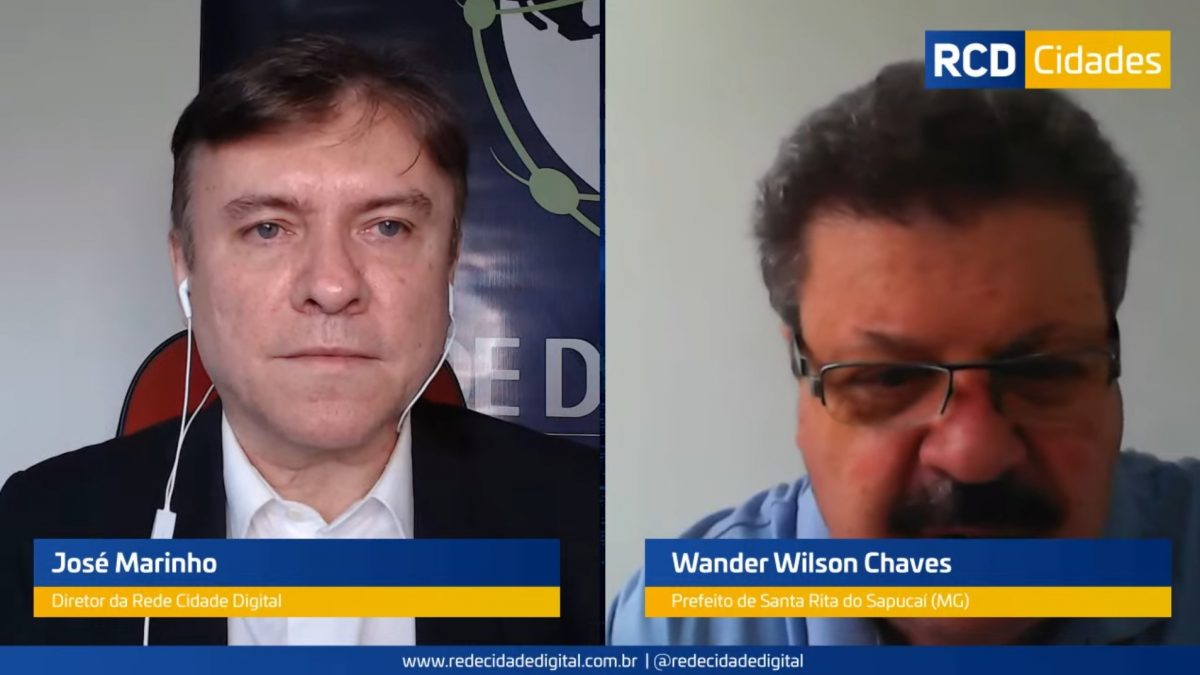 RCD Cidades
DE D
José Marinho
Diretor da Rede Cidade Digital
Wander Wilson Chaves
Prefeito de Santa Rita do Sapucaí (MG)
www.redecidadedigital.com.br | @redecidadedigital